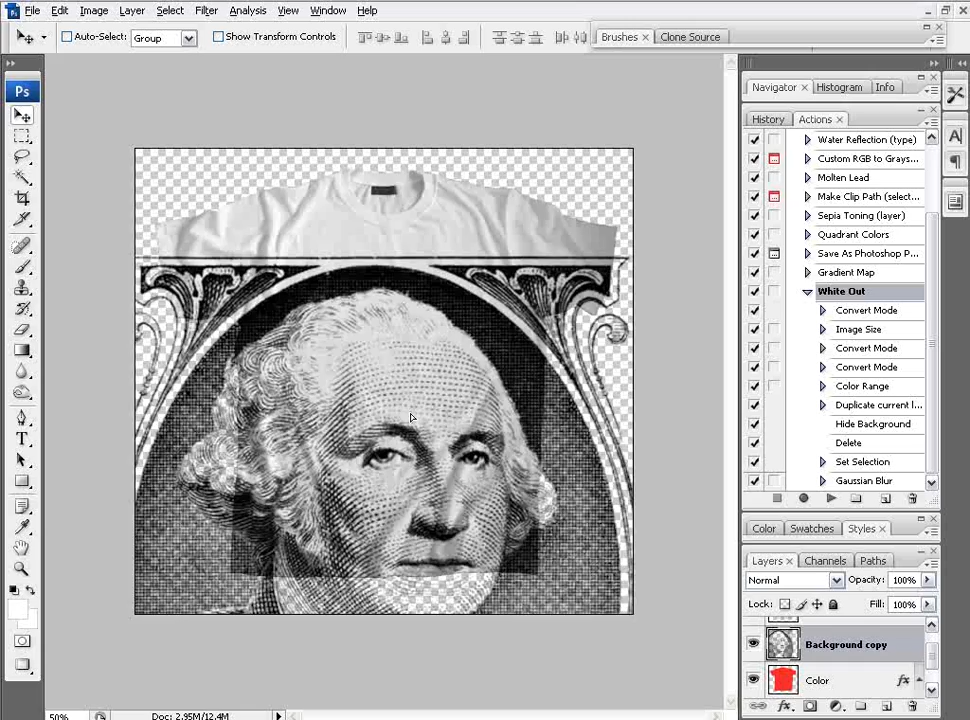 File Edit Image Layer Select Filter Analysis View Window Help
Auto-Select: Group Show Transform Controls
Brushes Clone Source
Ps
Navigator Histogram Info
History Actions
Water Reflection (type)
Custom RGB to Grays...
Molten Lead
Make Clip Path (select...
Sepia Toning (layer)
Quadrant Colors
Save As Photoshop P...
Gradient Map
White Out
Convert Mode
Image Size
Convert Mode
Convert Mode
Color Range
Duplicate current l...
Hide Background
Delete
Set Selection
Gaussian Blur
Color Swatches Styles
Layers Channels Paths
Normal Opacity: 100%
Lock: Fill: 100%
Background copy
Color fx
50% Doc: 2.95M/12.4M